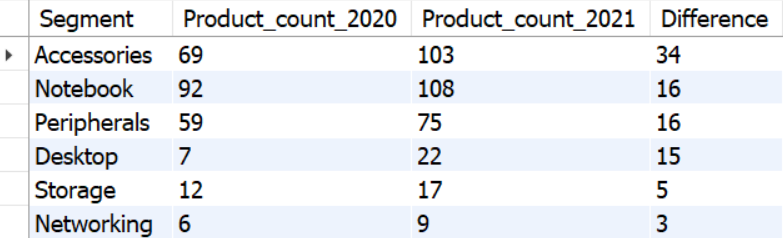 Segment Product_count_2020 Product_count_2021 Difference
Accessories 69 103 34
Notebook 92 108 16
Peripherals 59 75 16
Desktop 7 22 15
Storage 12 17 5
Networking 6 9 3